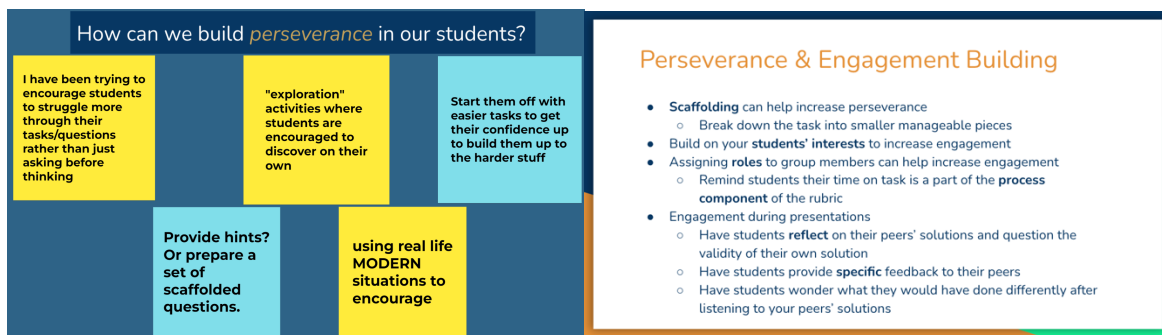 How can we build perseverance in our students?
I have been trying to
encourage students
to struggle more
through their
tasks/questions
rather than just
asking before
thinking
"exploration"
activities where
students are
encouraged to
discover on their
own
Start them off with
easier tasks to get
their confidence up
to build them up to
the harder stuff
Provide hints?
Or prepare a
set of
scaffolded
questions.
using real life
MODERN
situations to
encourage
Perseverance & Engagement Building
● Scaffolding can help increase perseverance
○ Break down the task into smaller manageable pieces
● Build on your students' interests to increase engagement
● Assigning roles to group members can help increase engagement
○ Remind students their time on task is a part of the process
component of the rubric
● Engagement during presentations
○ Have students reflect on their peers' solutions and question the
validity of their own solution
○ Have students provide specific feedback to their peers
○ Have students wonder what they would have done differently after
listening to your peers' solutions